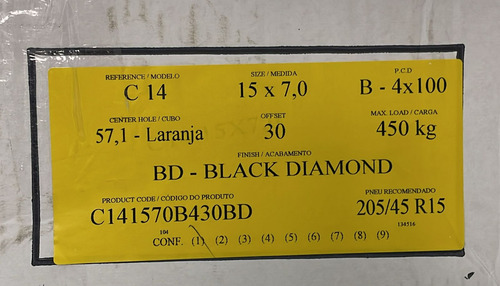 REFERENCE / MODELO SIZE / MEDIDA P.C.D
C 14 15 x 7,0 B - 4x100
CENTER HOLE / CUBO OFFSET MAX. LOAD / CARGA
57,1 - Laranja 30 450 kg
FINISH / ACABAMENTO
BD - BLACK DIAMOND
PRODUCT CODE / CÓDIGO DO PRODUTO PNEU RECOMENDADO
C141570B430BD 205/45 R15
104 134516
CONF. (1) (2) (3) (4) (5) (6) (7) (8) (9)